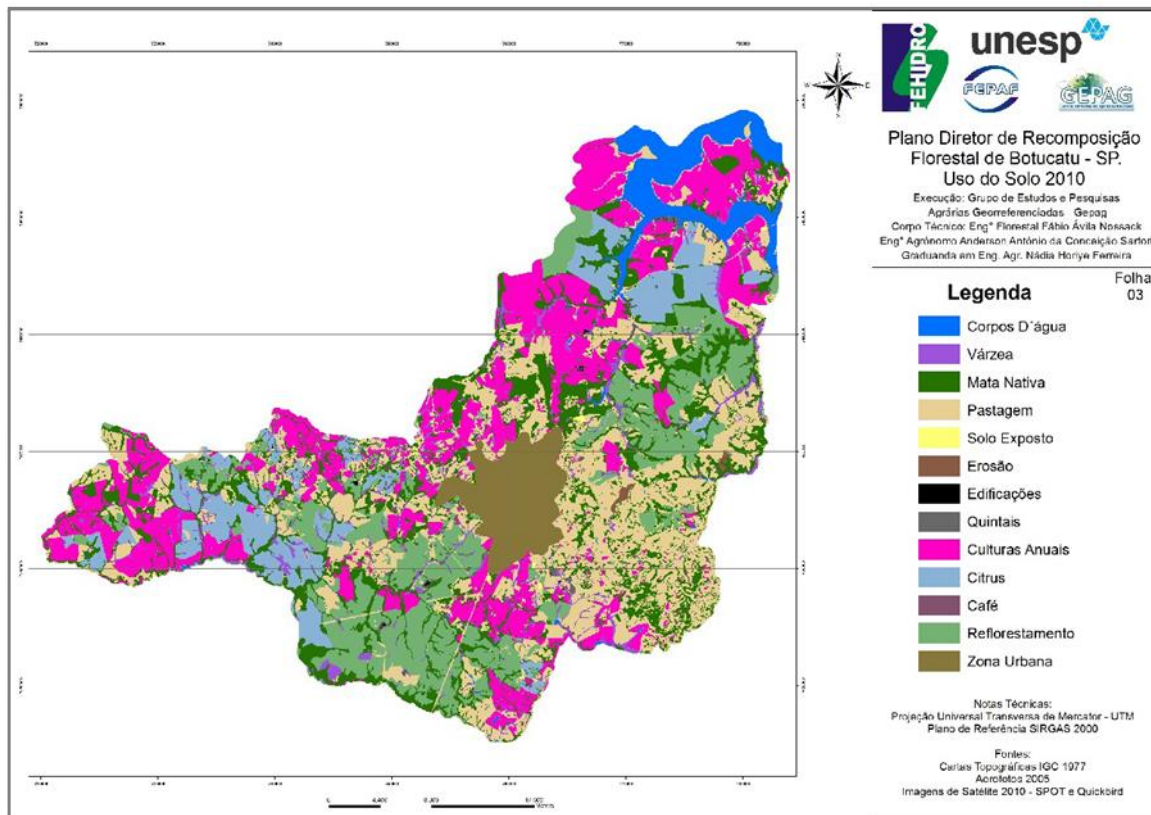 FEHIDRO
unesp
FEPAF
GEPAG
Plano Diretor de Recomposição
Florestal de Botucatu - SP.
Uso do Solo 2010
Execução: Grupo de Estudos e Pesquisas
Agrárias Georreferenciadas - Gepag
Corpo Técnico: Engº Florestal Fábio Ávila Nossack
Engº Agrônomo Anderson Antônio da Conceição Sartori
Graduanda em Eng. Agr. Nádia Horiye Ferreira
Folha
03
Legenda
Corpos D´água
Várzea
Mata Nativa
Pastagem
Solo Exposto
Erosão
Edificações
Quintais
Culturas Anuais
Citrus
Café
Reflorestamento
Zona Urbana
Notas Técnicas:
Projeção Universal Transversa de Mercator - UTM
Plano de Referência SIRGAS 2000
Fontes:
Cartas Topográficas IGC 1977
Aerofotos 2005
Imagens de Satélite 2010 - SPOT e Quickbird